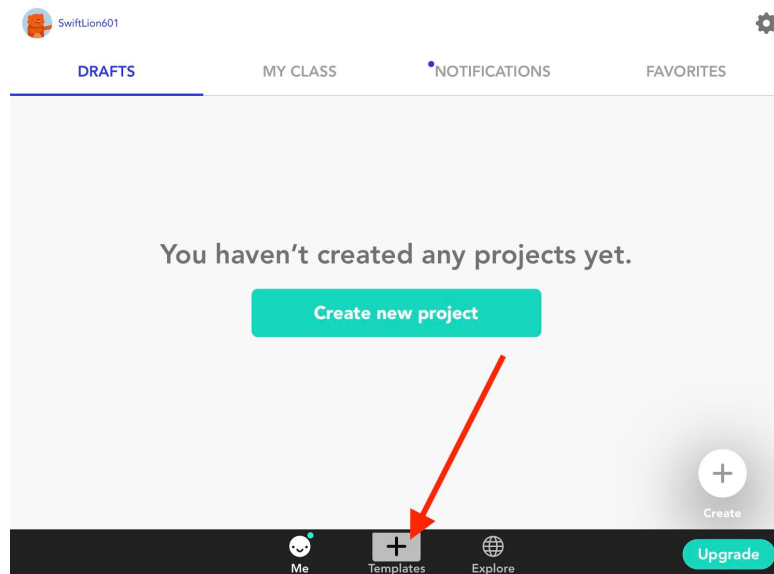 SwiftLion601
DRAFTS MY CLASS NOTIFICATIONS FAVORITES
You haven't created any projects yet.
Create new project
Create
Me Templates Explore Upgrade